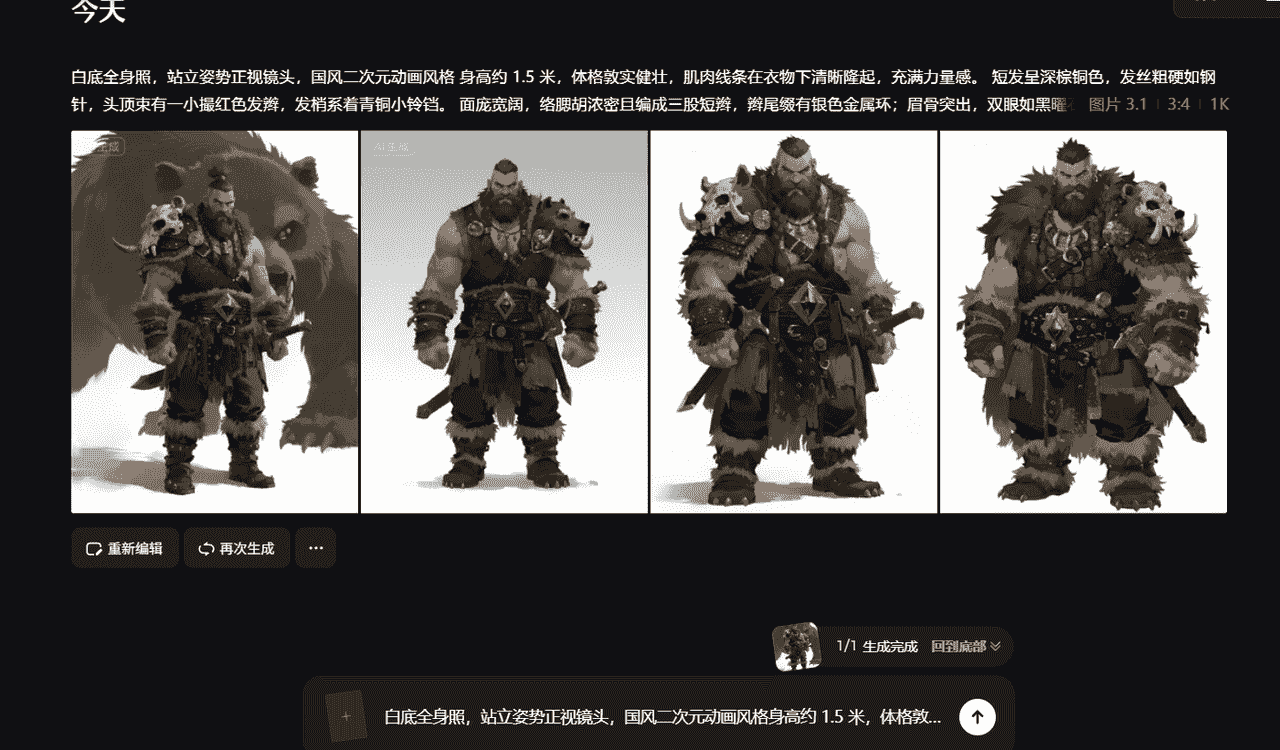 今天
白底全身照，站立姿势正视镜头，国风二次元动画风格 身高约 1.5 米，体格敦实健壮，肌肉线条在衣物下清晰隆起，充满力量感。 短发呈深棕铜色，发丝粗硬如钢
针，头顶束有一小撮红色发辫，发梢系着青铜小铃铛。 面庞宽阔，络腮胡浓密且编成三股短辫，辫尾缀有银色金属环；眉骨突出，双眼如黑曜 图片 3.1 | 3:4 | 1K
生成
AI 生成
重新编辑 再次生成 ···
1/1 生成完成 回到底部
白底全身照，站立姿势正视镜头，国风二次元动画风格身高约 1.5 米，体格敦...